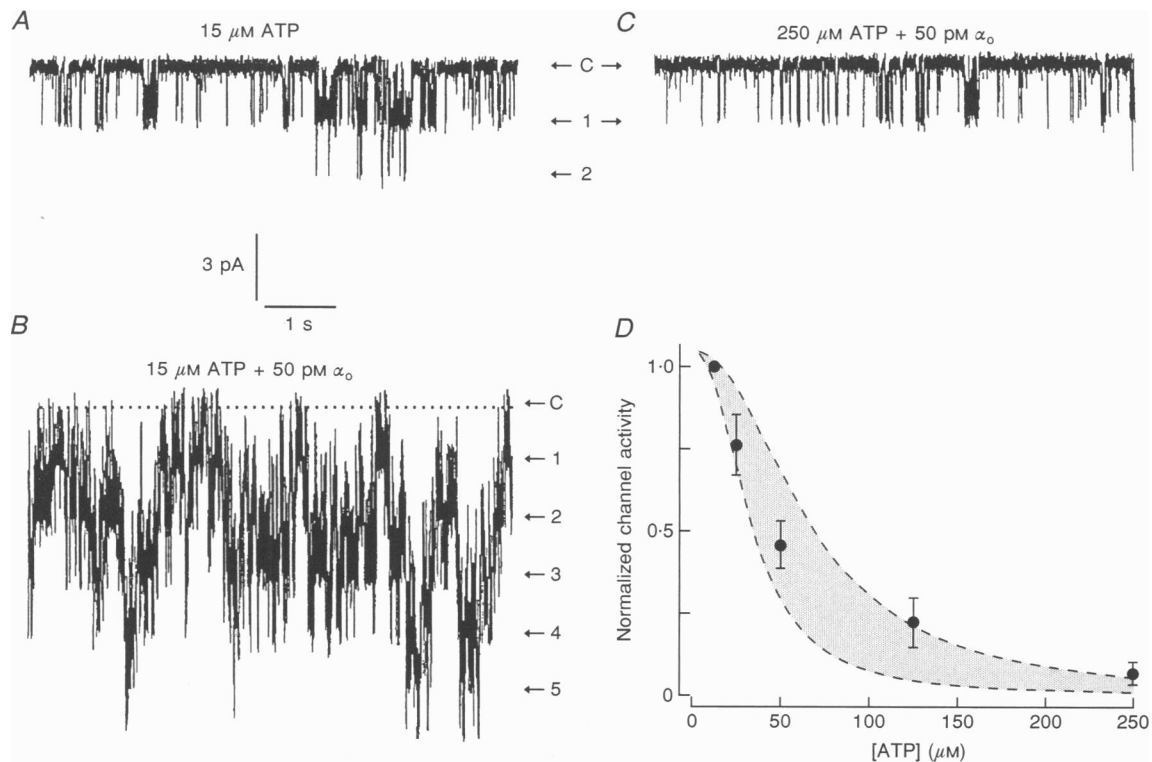 A
15 μM ATP
C
250 μM ATP + 50 pM αo
← C →
← 1 →
← 2
3 pA
1 s
B
15 μM ATP + 50 pM αo
← C
← 1
← 2
← 3
← 4
← 5
D
Normalized channel activity
1·0
0·5
0
0 50 100 150 200 250
[ATP] (μM)